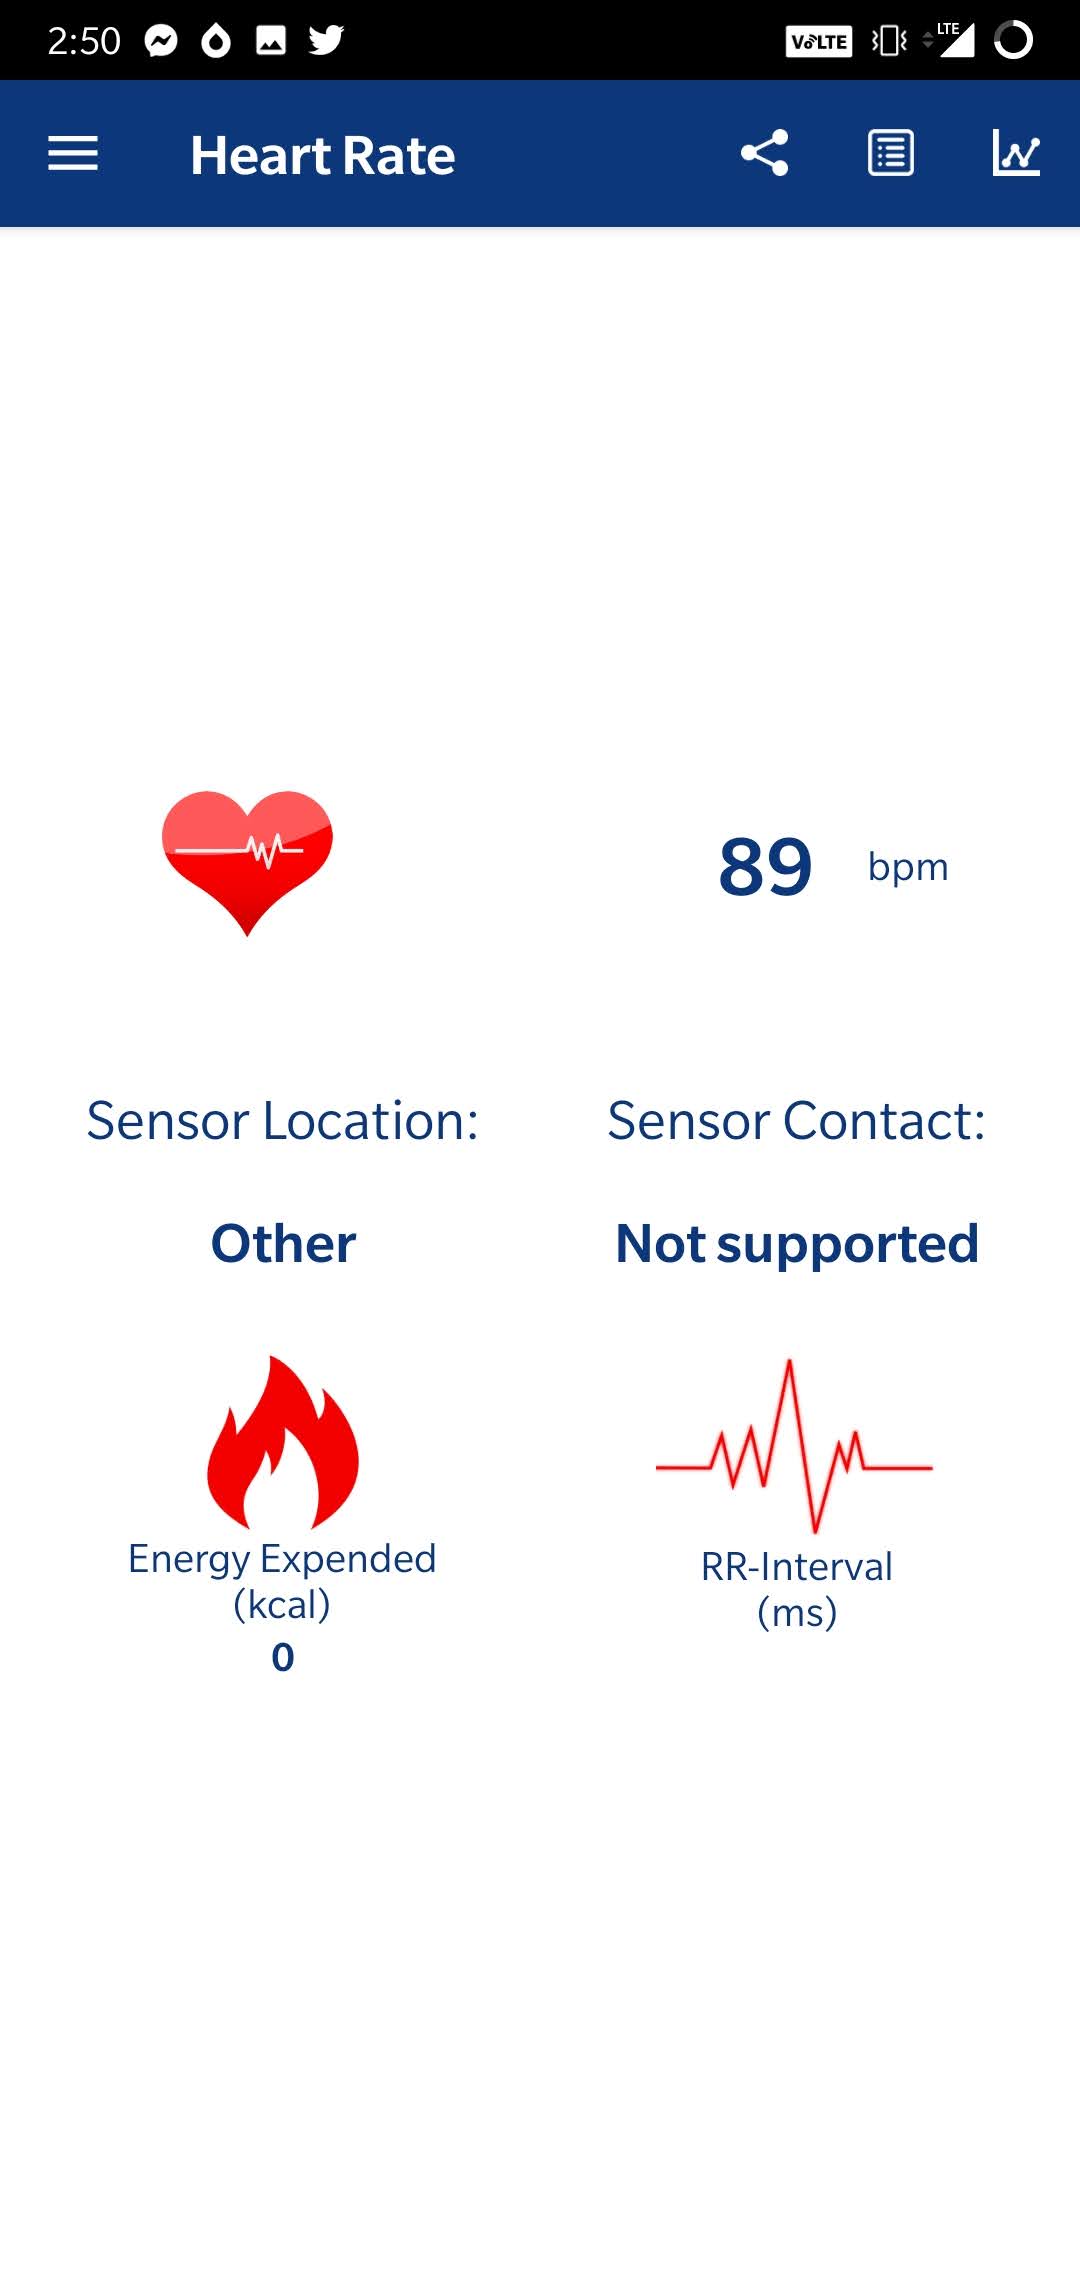 2:50 VoLTE LTE
Heart Rate
89 bpm
Sensor Location: Sensor Contact:
Other Not supported
Energy Expended
(kcal)
0
RR-Interval
(ms)